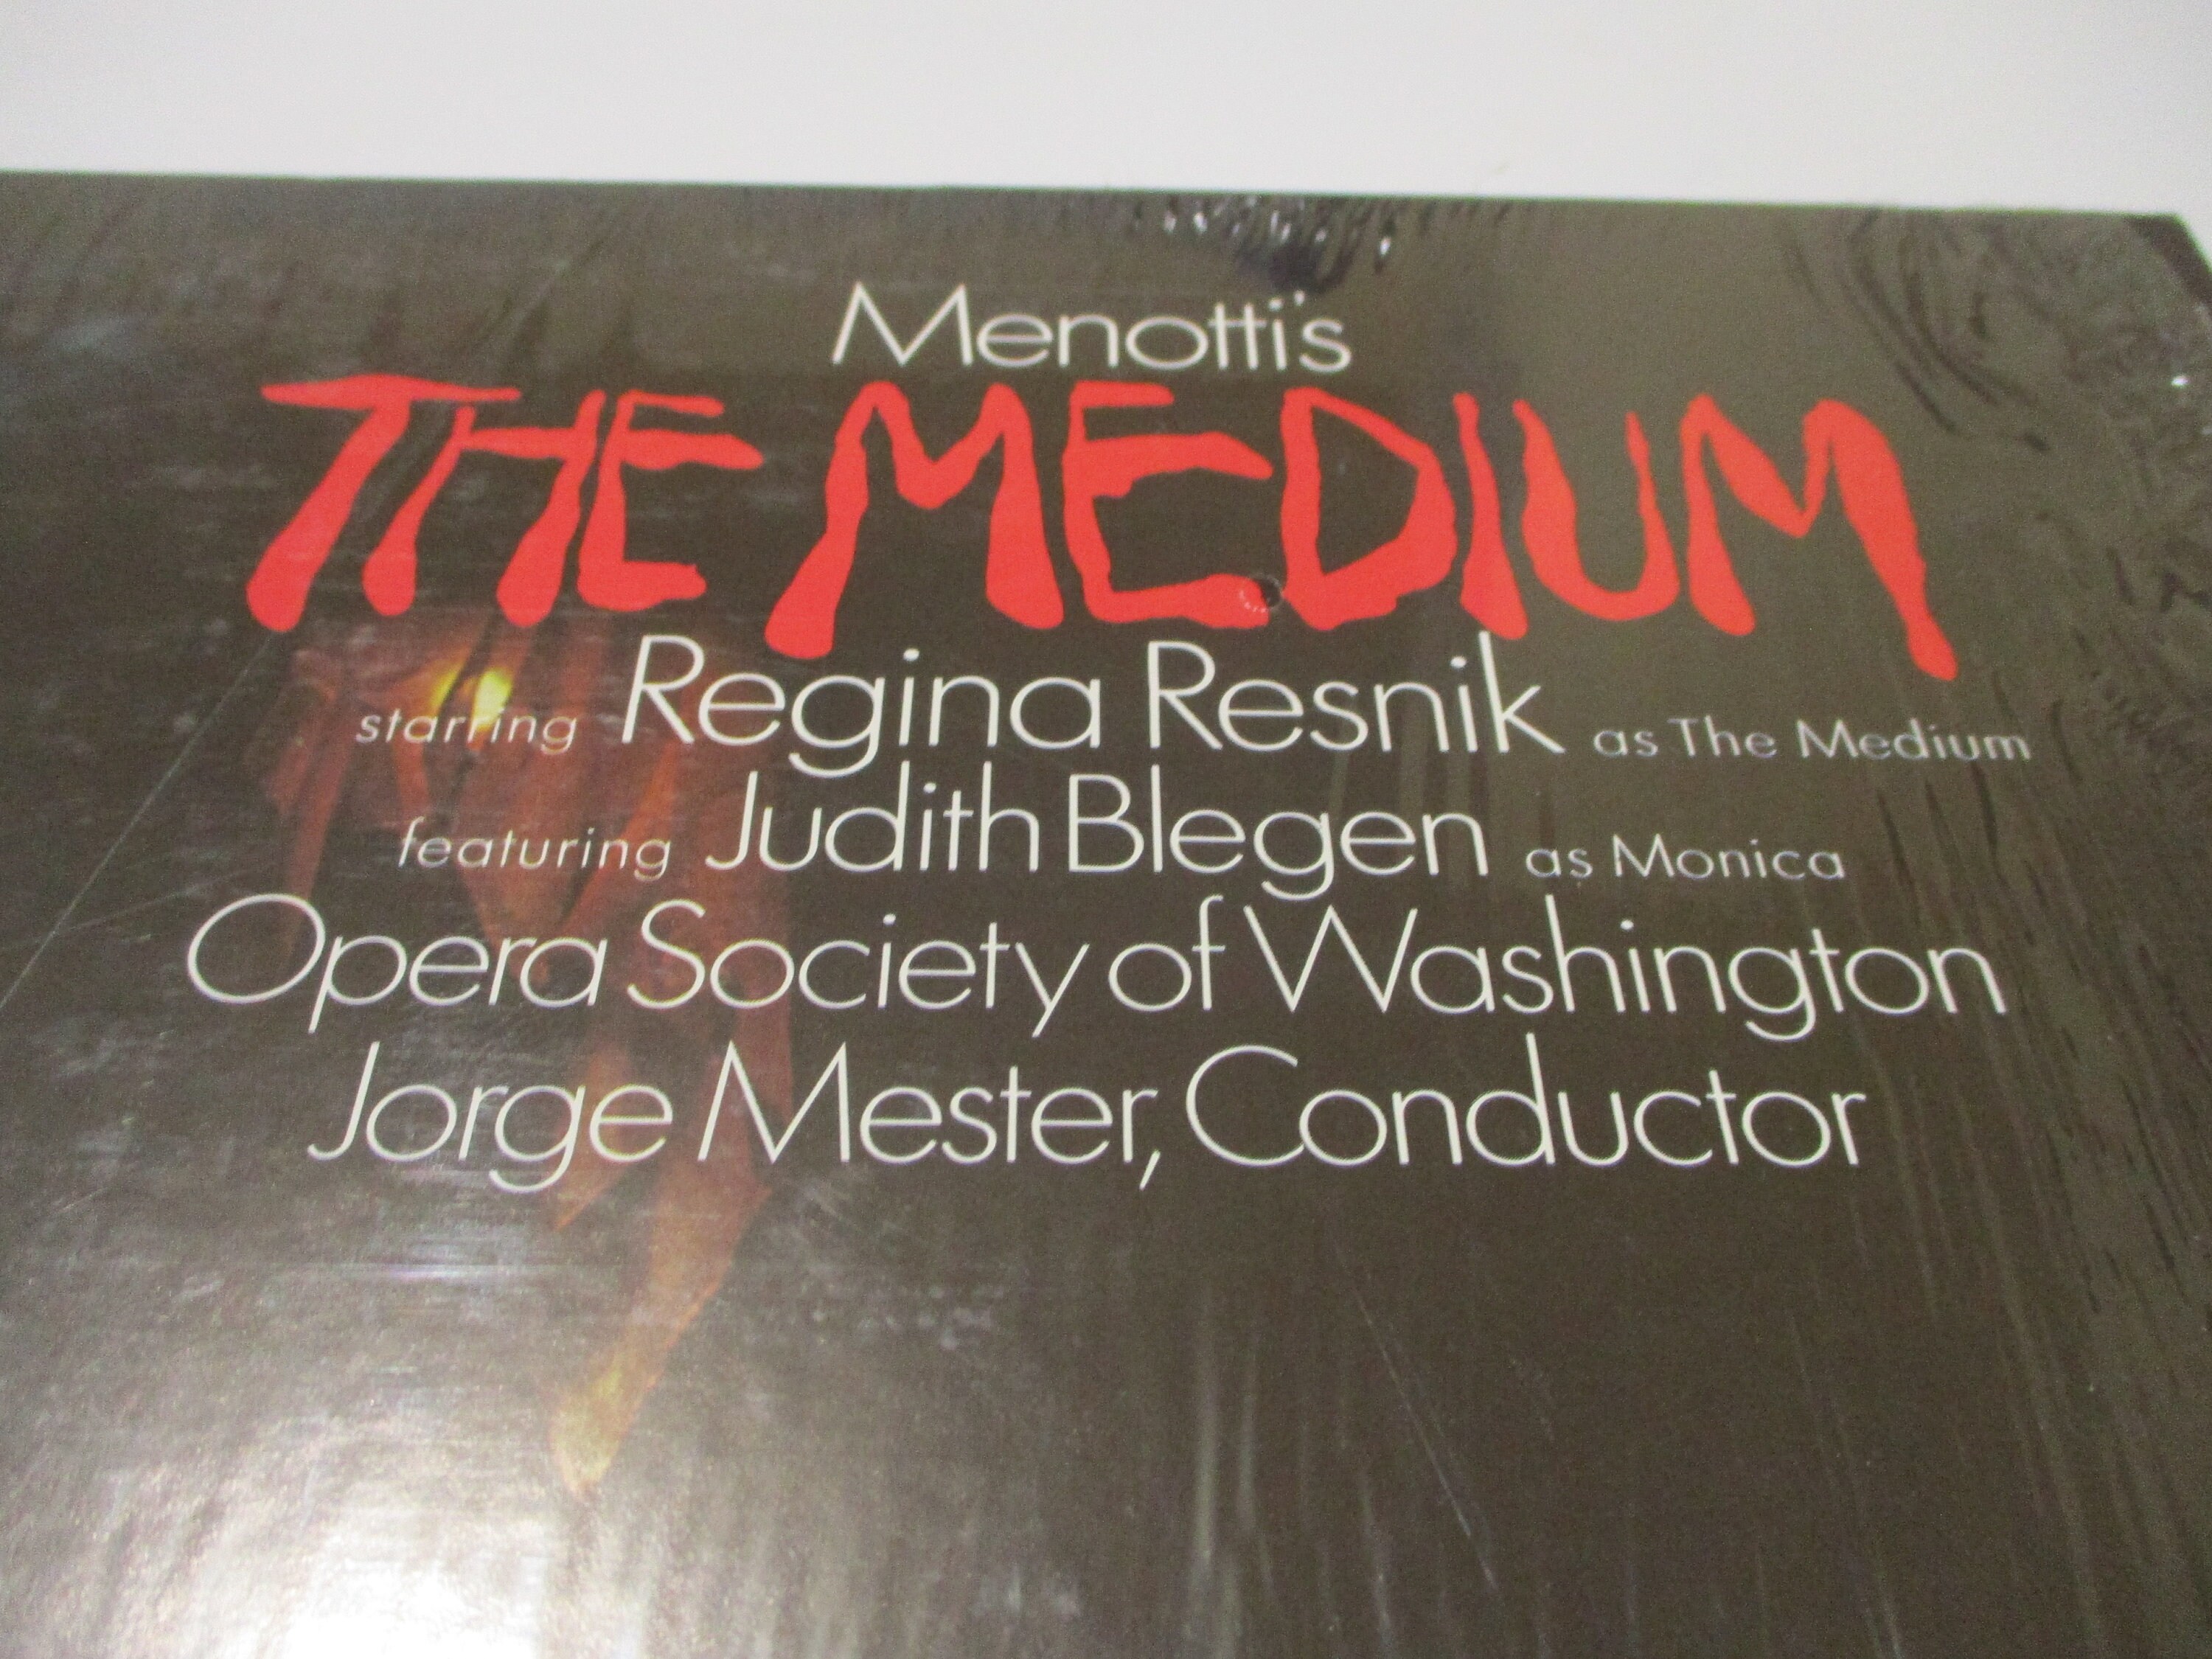 Menotti's
THE MEDIUM
starring Regina Resnik as The Medium
featuring Judith Blegen as Monica
Opera Society of Washington
Jorge Mester, Conductor